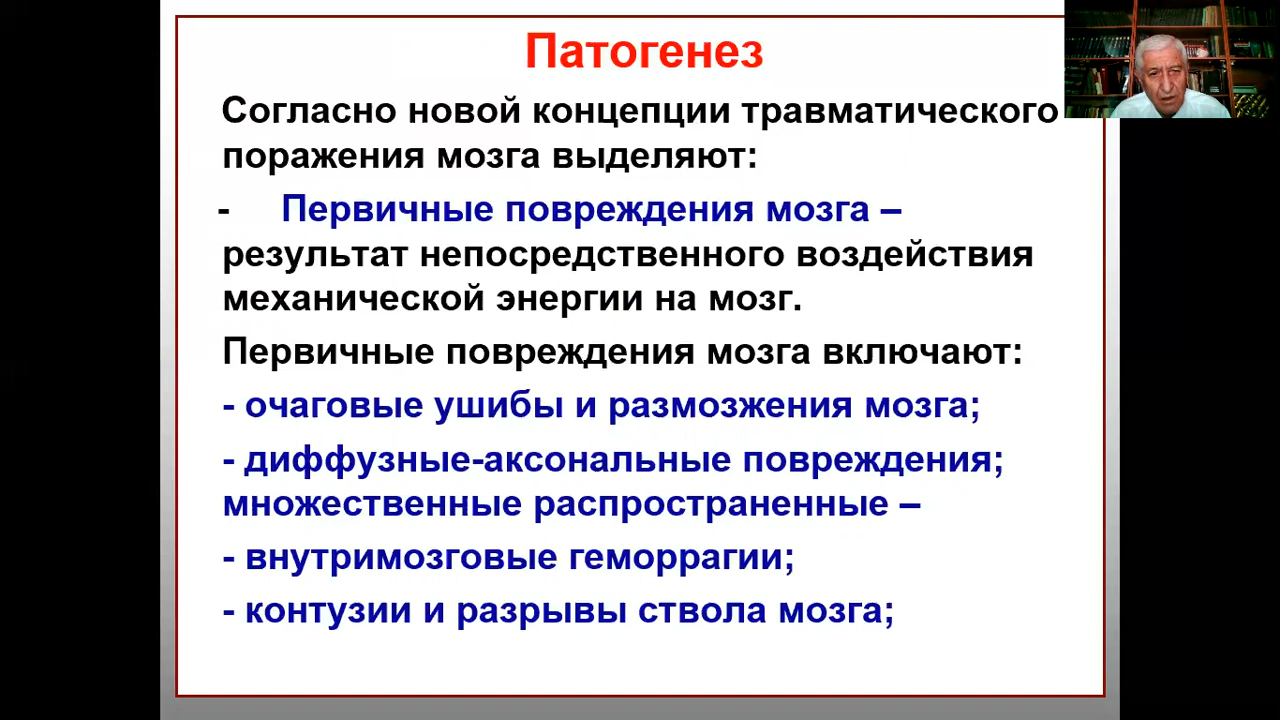 Патогенез
Согласно новой концепции травматического
поражения мозга выделяют:
- Первичные повреждения мозга –
результат непосредственного воздействия
механической энергии на мозг.
Первичные повреждения мозга включают:
- очаговые ушибы и размозжения мозга;
- диффузные-аксональные повреждения;
множественные распространенные –
- внутримозговые геморрагии;
- контузии и разрывы ствола мозга;